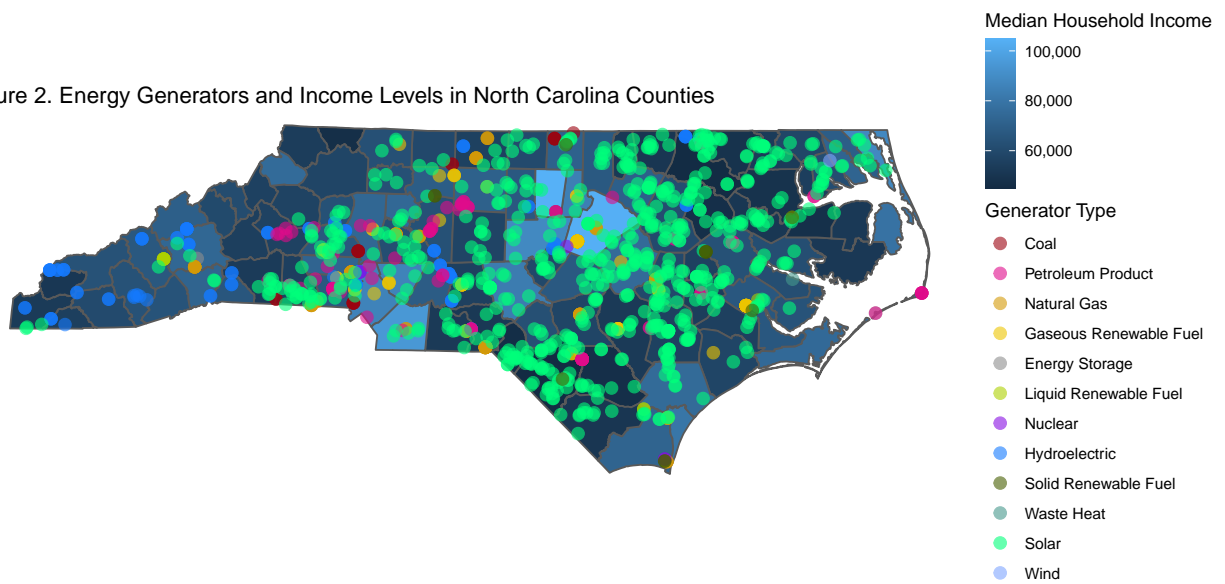 Median Household Income
100,000
ure 2. Energy Generators and Income Levels in North Carolina Counties
80,000
60,000
Generator Type
Coal
Petroleum Product
Natural Gas
Gaseous Renewable Fuel
Energy Storage
Liquid Renewable Fuel
Nuclear
Hydroelectric
Solid Renewable Fuel
Waste Heat
Solar
Wind